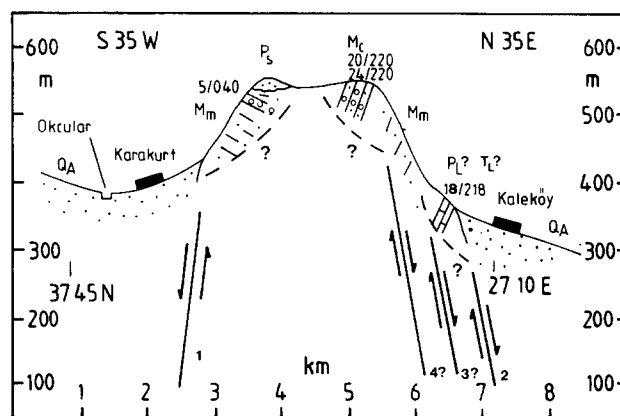 600
m
500
400
300
200
100
S 35 W
N 35 E
600
m
500
400
300
200
100
Ps
Mc
20/220
24/220
5/040
Mm
Mm
Okcular
Karakurt
QA
?
?
PL? TL?
18/218
Kaleköy
QA
?
37 45 N
27 10 E
1
4?
3?
2
km
1 2 3 4 5 6 7 8